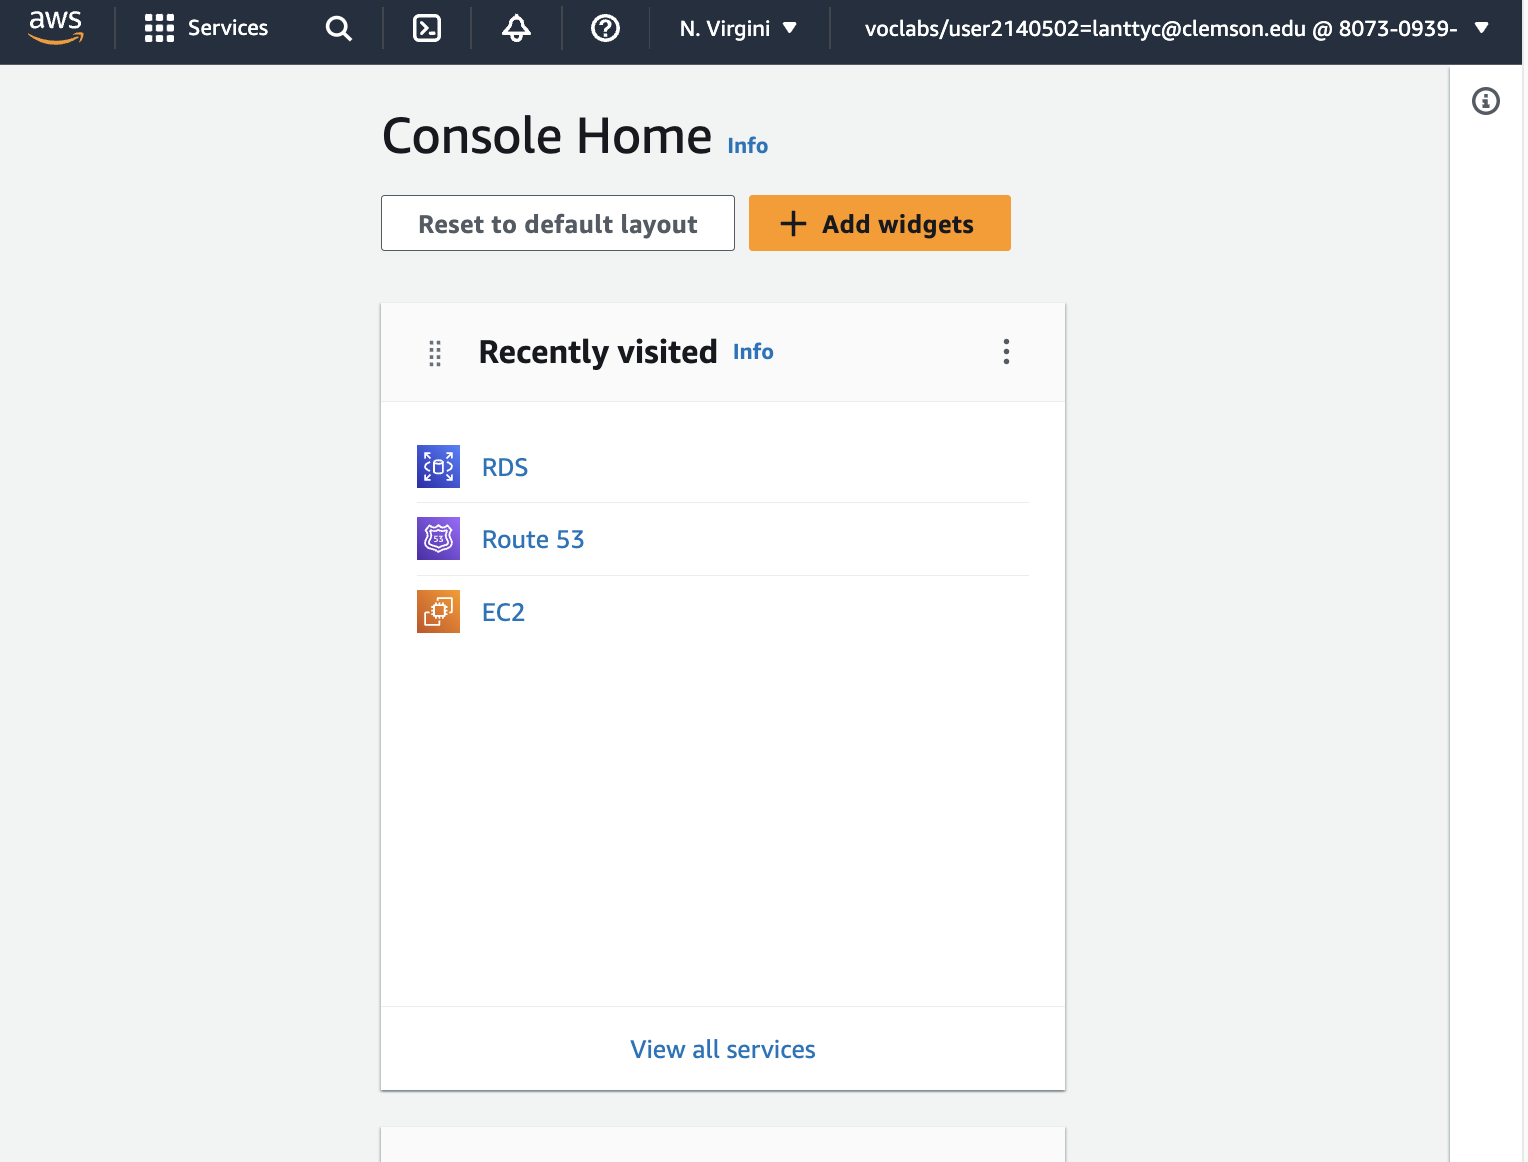 aws Services N. Virgini voclabs/user2140502=lanttyc@clemson.edu @ 8073-0939-
Console Home Info
Reset to default layout Add widgets
Recently visited Info
RDS
53 Route 53
EC2
View all services